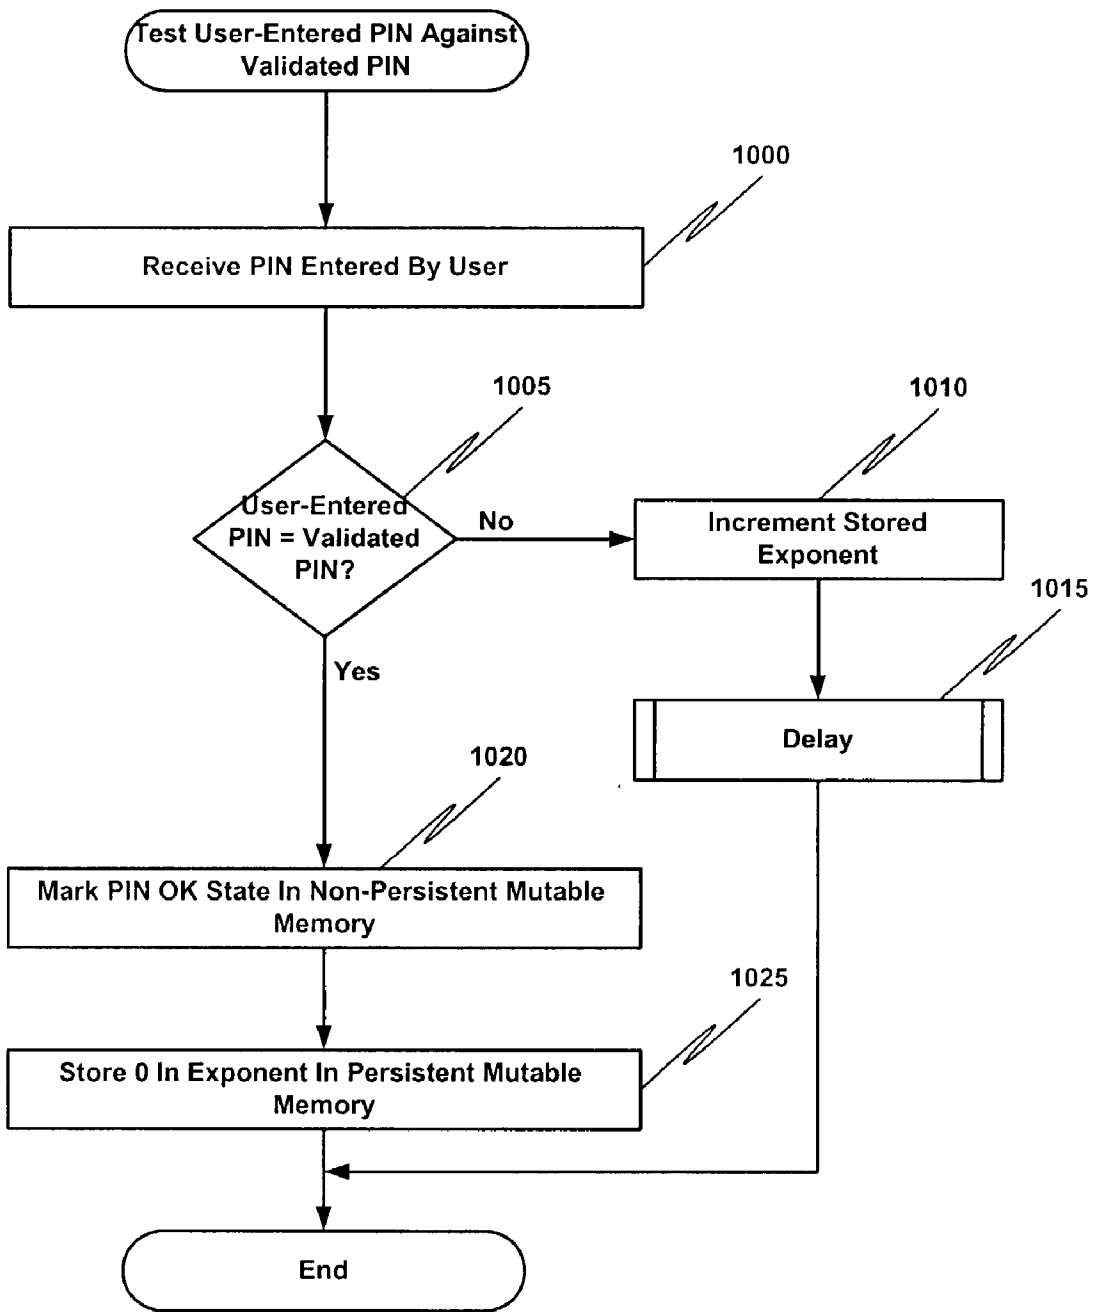 Test User-Entered PIN Against
Validated PIN
1000
Receive PIN Entered By User
1005
1010
User-Entered
PIN = Validated
PIN?
No
Increment Stored
Exponent
1015
Yes
Delay
1020
Mark PIN OK State In Non-Persistent Mutable
Memory
1025
Store 0 In Exponent In Persistent Mutable
Memory
End